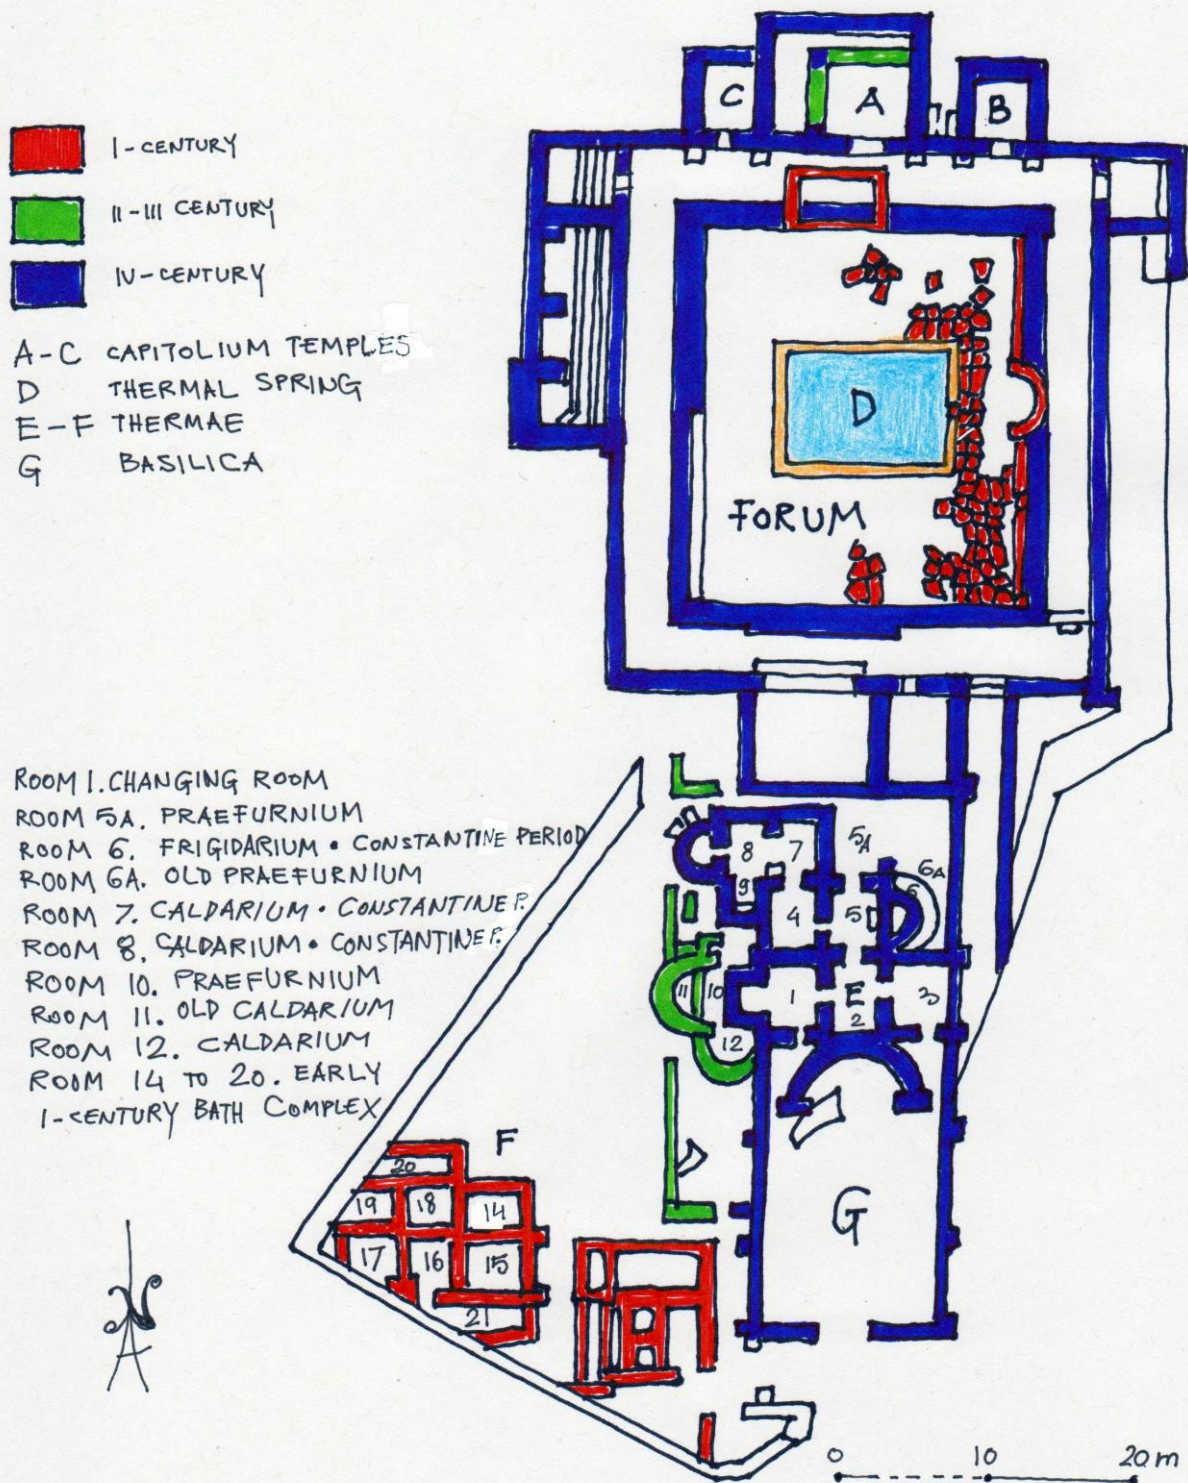 I-CENTURY
II-III CENTURY
IV-CENTURY
A-C CAPITOLIUM TEMPLES
D THERMAL SPRING
E-F THERMAE
G BASILICA
C
A
B
D
FORUM
ROOM 1. CHANGING ROOM
ROOM 5A. PRAEFURNIUM
ROOM 6. FRIGIDARIUM • CONSTANTINE PERIOD
ROOM 6A. OLD PRAEFURNIUM
ROOM 7. CALDARIUM • CONSTANTINE P.
ROOM 8. CALDARIUM • CONSTANTINE P.
ROOM 10. PRAEFURNIUM
ROOM 11. OLD CALDARIUM
ROOM 12. CALDARIUM
ROOM 14 TO 20. EARLY
I-CENTURY BATH COMPLEX
8
7
5A
6A
6
9
4
5
11
10
1
E
3
2
12
F
20
19
18
14
17
16
15
21
G
N
0 10 20 m